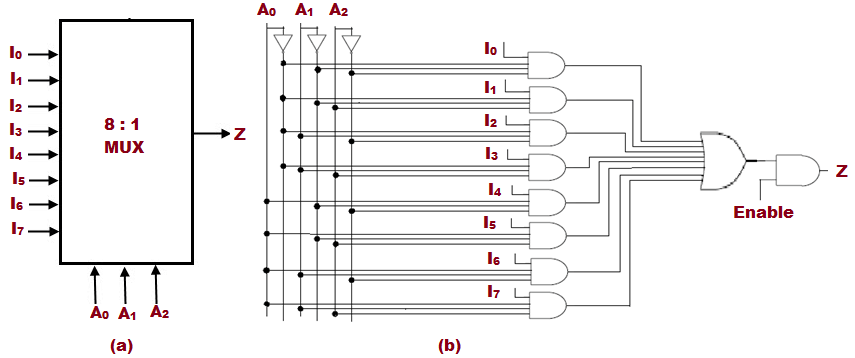 I0
I1
I2
I3
I4
I5
I6
I7
8 : 1
MUX
Z
A0 A1 A2
(a)
A0 A1 A2
I0
I1
I2
I3
I4
I5
I6
I7
Enable
Z
(b)